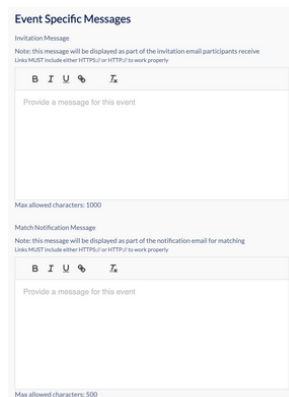 Event Specific Messages
Invitation Message
Note: this message will be displayed as part of the invitation email participants receive
Links MUST include either HTTPS:// or HTTP:// to work properly
B I U
Provide a message for this event
Max allowed characters: 1000
Match Notification Message
Note: this message will be displayed as part of the notification email for matching
Links MUST include either HTTPS:// or HTTP:// to work properly
B I U
Provide a message for this event
Max allowed characters: 500